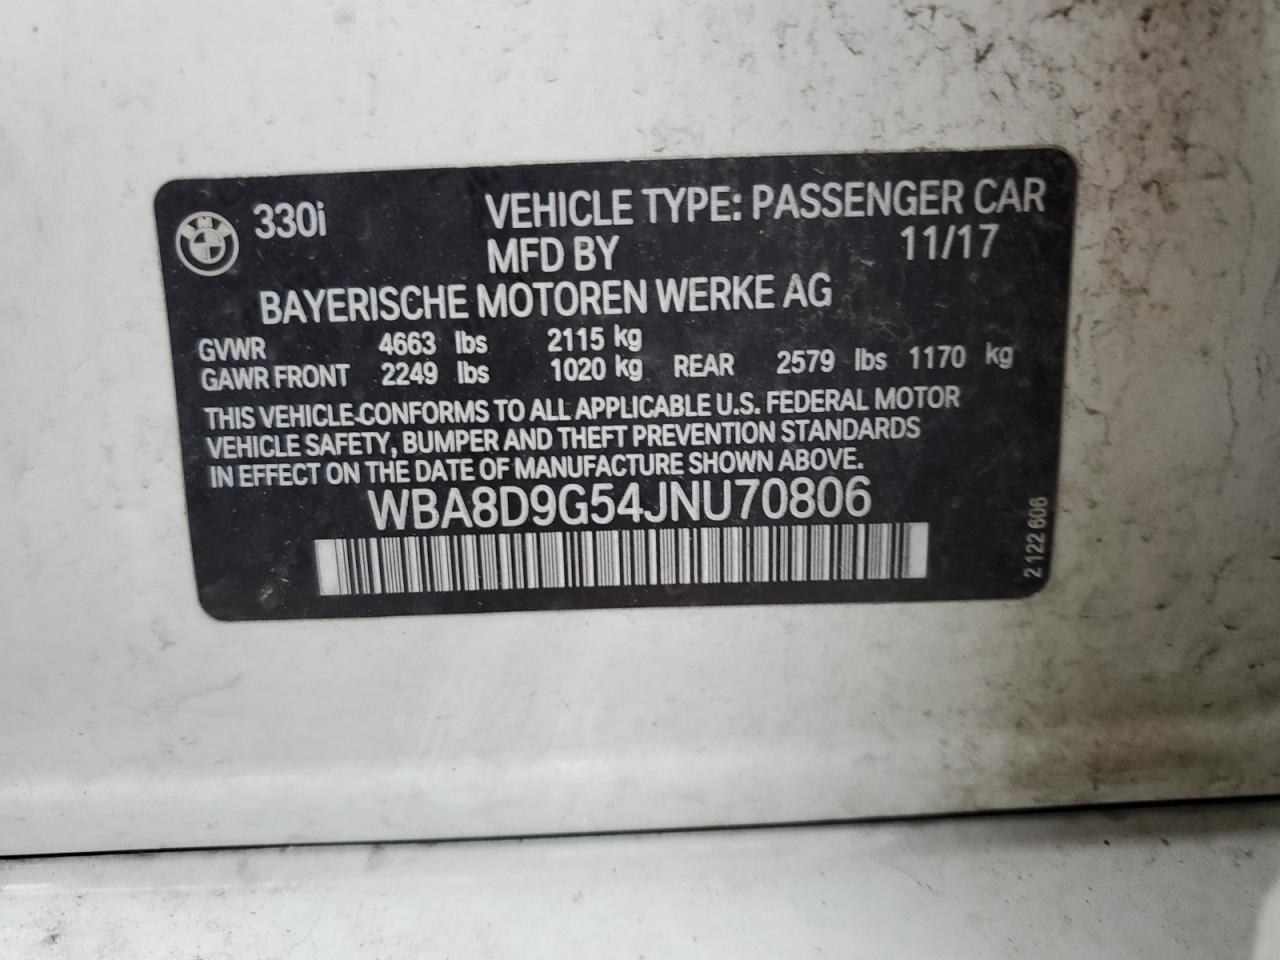 330i VEHICLE TYPE: PASSENGER CAR
MFD BY 11/17
BAYERISCHE MOTOREN WERKE AG
GVWR 4663 lbs 2115 kg
GAWR FRONT 2249 lbs 1020 kg REAR 2579 lbs 1170 kg
THIS VEHICLE CONFORMS TO ALL APPLICABLE U.S. FEDERAL MOTOR
VEHICLE SAFETY, BUMPER AND THEFT PREVENTION STANDARDS
IN EFFECT ON THE DATE OF MANUFACTURE SHOWN ABOVE.
WBA8D9G54JNU70806
2 122 606